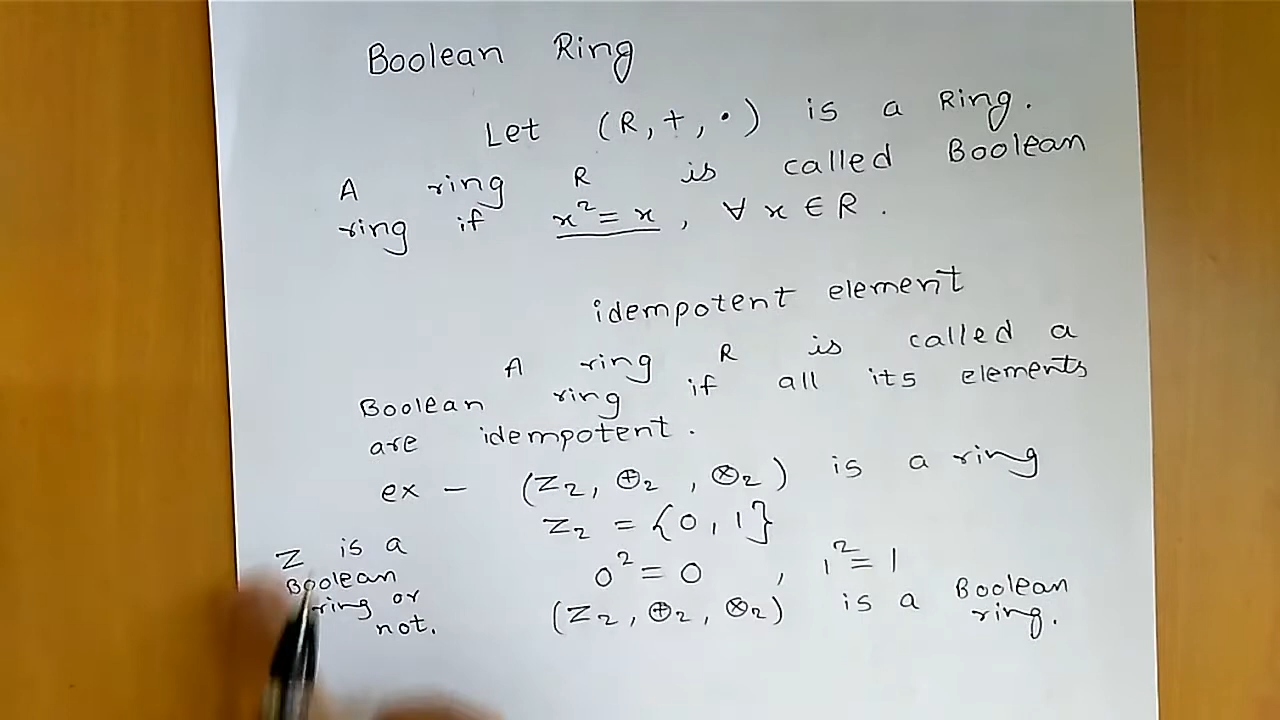 Boolean Ring
Let (R, +, •) is a Ring.
A ring R is called Boolean
ring if x² = x, ∀ x ∈ R.
idempotent element
A ring R is called a
Boolean ring if all its elements
are idempotent.
ex – (Z₂, ⊕₂, ⊗₂) is a ring
Z₂ = {0, 1}
0² = 0, 1² = 1
(Z₂, ⊕₂, ⊗₂) is a Boolean
ring.
Z is a
Boolean
ring or
not.